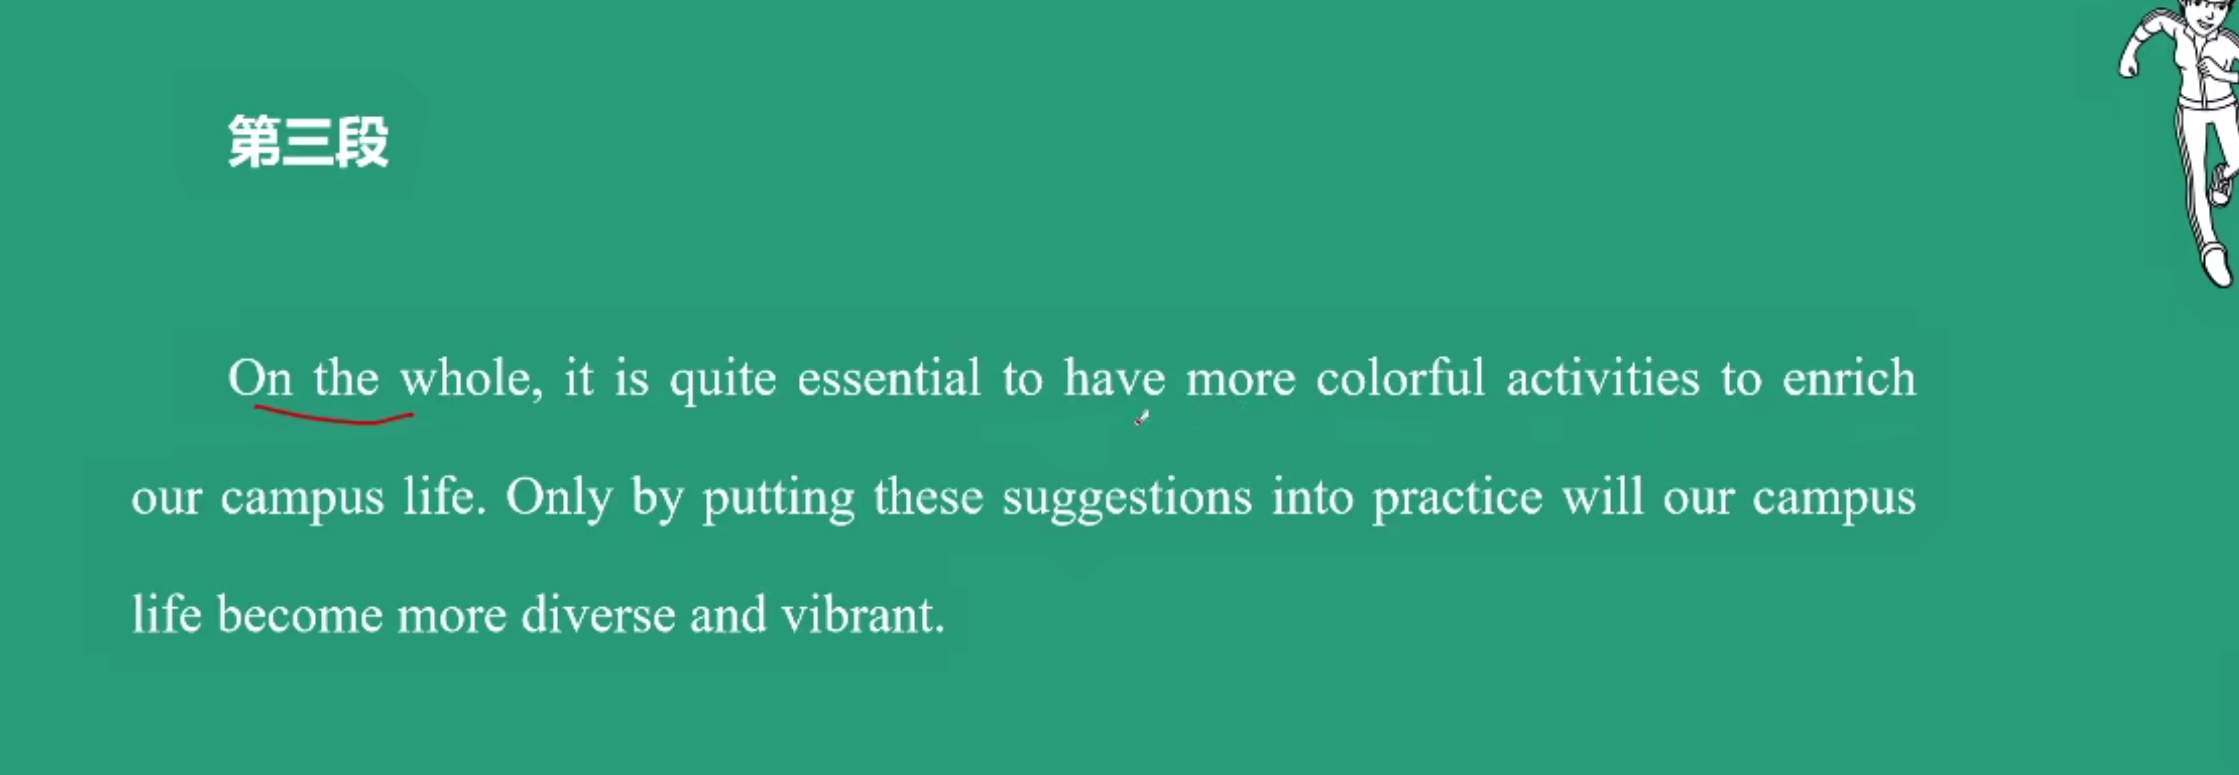 第三段
On the whole, it is quite essential to have more colorful activities to enrich
our campus life. Only by putting these suggestions into practice will our campus
life become more diverse and vibrant.